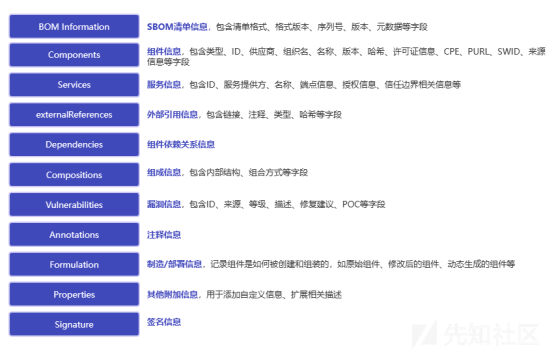 BOM Information
SBOM清单信息，包含清单格式、格式版本、序列号、版本、元数据等字段
Components
组件信息，包含类型、ID、供应商、组织名、名称、版本、哈希、许可证信息、CPE、PURL、SWID、来源
信息等字段
Services
服务信息，包含ID、服务提供方、名称、端点信息、授权信息、信任边界相关信息等
externalReferences
外部引用信息，包含链接、注释、类型、哈希等字段
Dependencies
组件依赖关系信息
Compositions
组成信息，包含内部结构、组合方式等字段
Vulnerabilities
漏洞信息，包含ID、来源、等级、描述、修复建议、POC等字段
Annotations
注释信息
Formulation
制造/部署信息，记录组件是如何被创建和组装的，如原始组件、修改后的组件、动态生成的组件等
Properties
其他附加信息，用于添加自定义信息、扩展相关描述
Signature
签名信息
先知社区